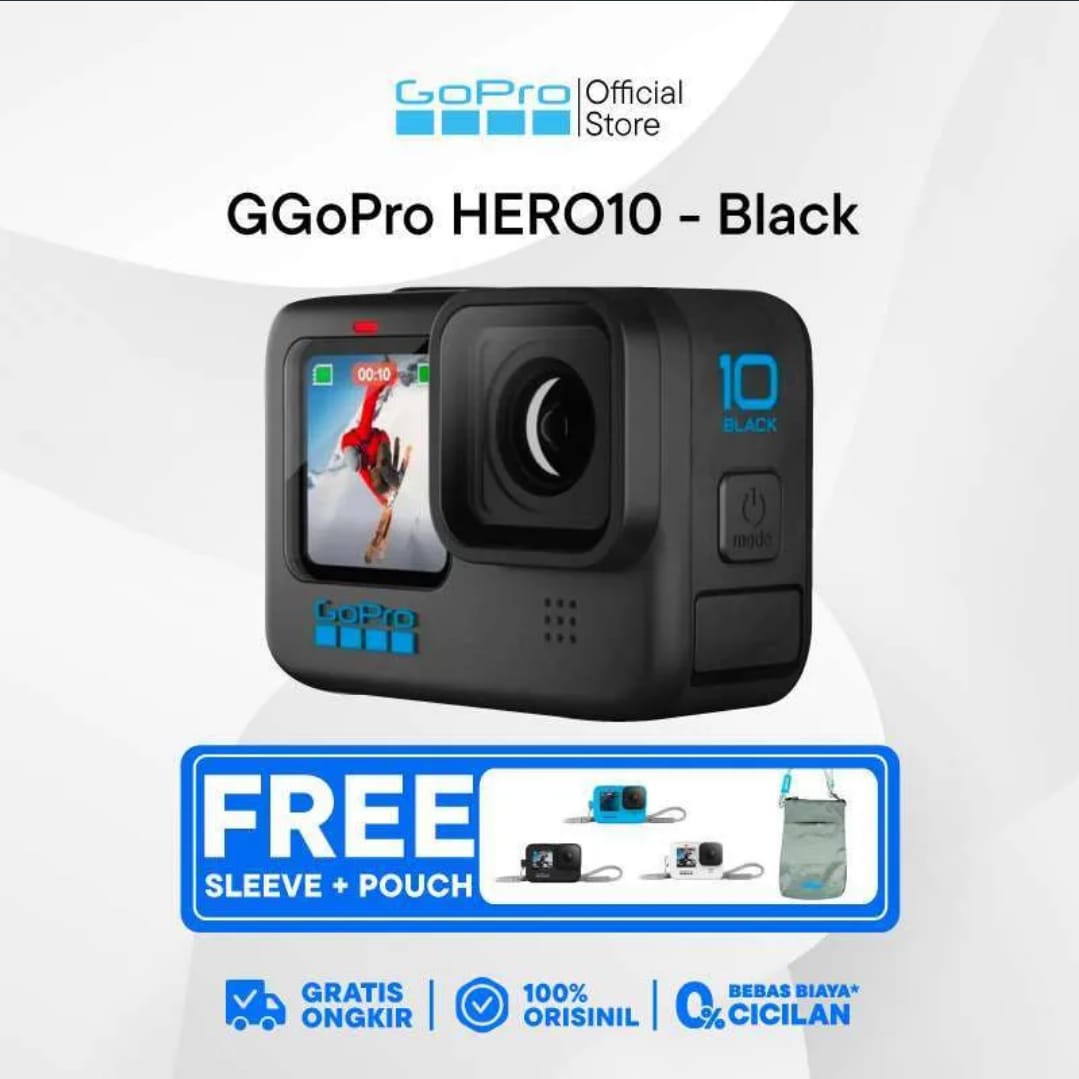 GoPro
Official
Store
GGoPro HERO10 - Black
00:10
10
BLACK
mode
GoPro
FREE
SLEEVE + POUCH
GRATIS
ONGKIR
100%
ORISINIL
0%
BEBAS BIAYA*
CICILAN